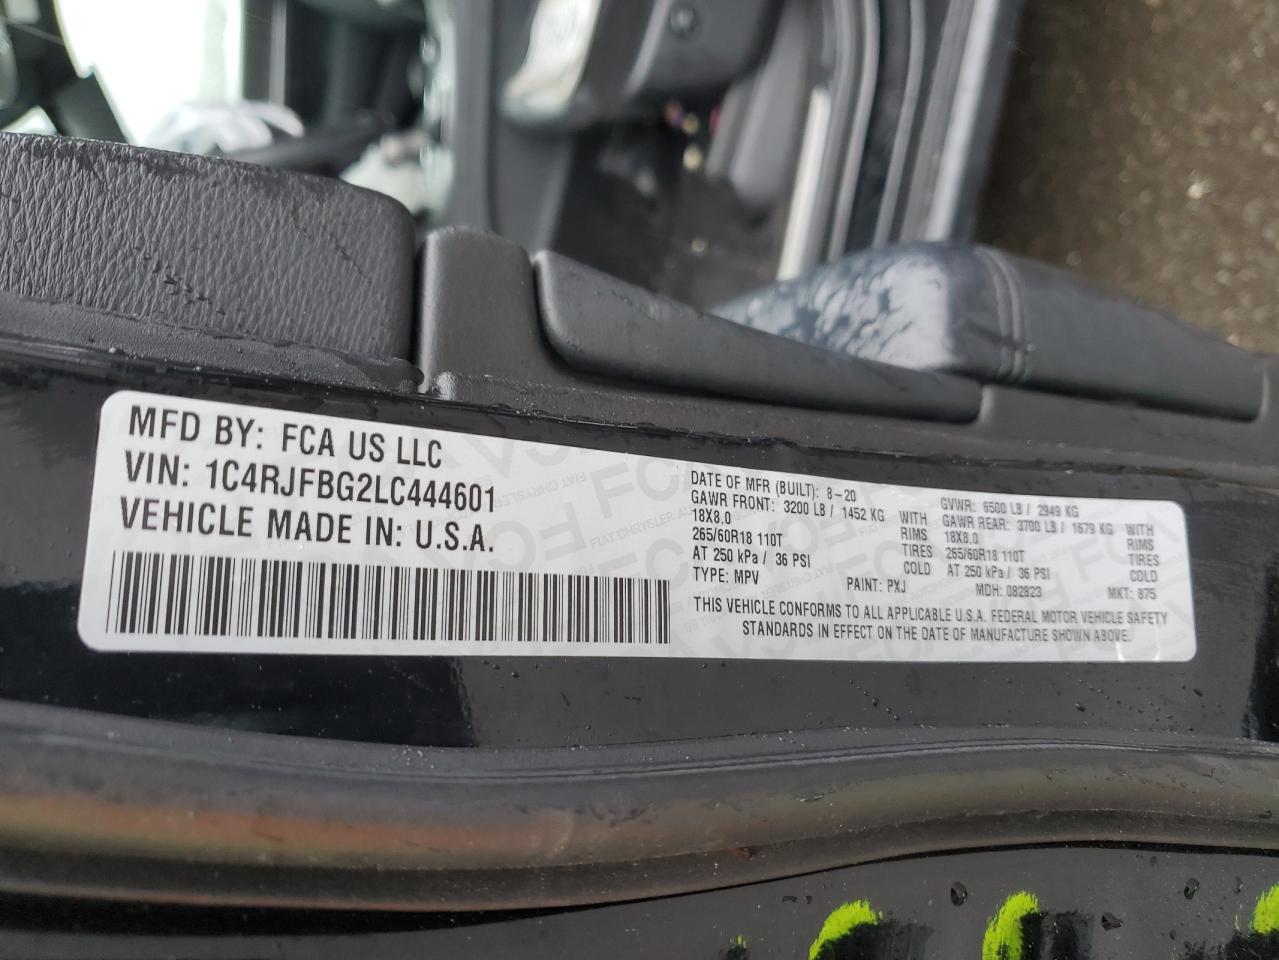 MFD BY: FCA US LLC
VIN: 1C4RJFBG2LC444601
VEHICLE MADE IN: U.S.A.
DATE OF MFR (BUILT): 8-20 GVWR: 6500 LB / 2949 KG
GAWR FRONT: 3200 LB / 1452 KG WITH GAWR REAR: 3700 LB / 1679 KG WITH
18X8.0 RIMS 18X8.0 RIMS
265/60R18 110T TIRES 265/60R18 110T TIRES
AT 250 kPa / 36 PSI COLD AT 250 kPa / 36 PSI COLD
TYPE: MPV PAINT: PXJ MDH: 082823 MKT: 875
THIS VEHICLE CONFORMS TO ALL APPLICABLE U.S.A. FEDERAL MOTOR VEHICLE SAFETY
STANDARDS IN EFFECT ON THE DATE OF MANUFACTURE SHOWN ABOVE.